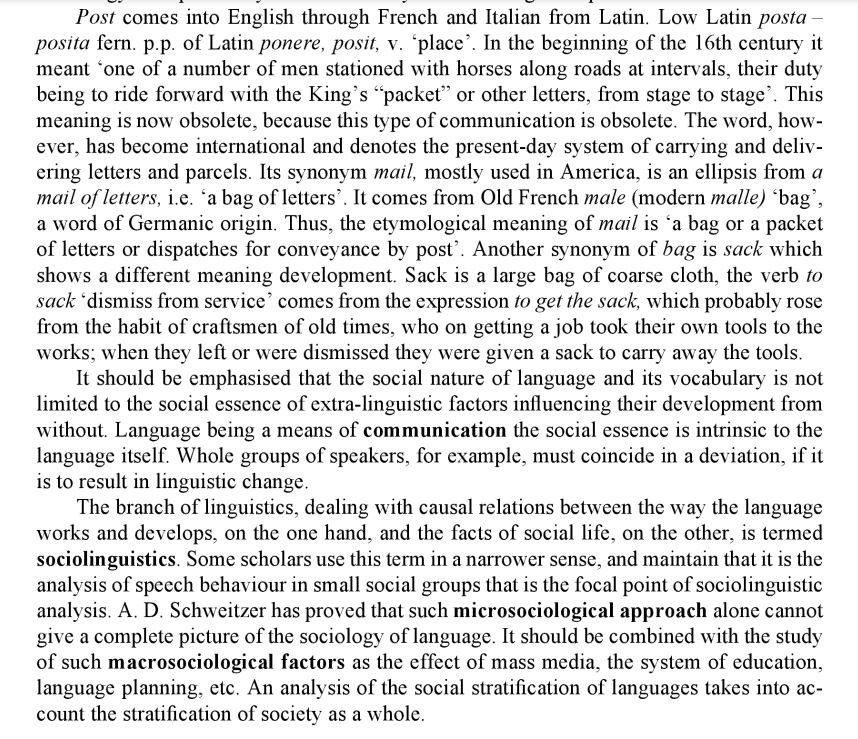 Post comes into English through French and Italian from Latin. Low Latin posta –
posita fern. p.p. of Latin ponere, posit, v. ‘place’. In the beginning of the 16th century it
meant ‘one of a number of men stationed with horses along roads at intervals, their duty
being to ride forward with the King’s “packet” or other letters, from stage to stage’. This
meaning is now obsolete, because this type of communication is obsolete. The word, how-
ever, has become international and denotes the present-day system of carrying and deliv-
ering letters and parcels. Its synonym mail, mostly used in America, is an ellipsis from a
mail of letters, i.e. ‘a bag of letters’. It comes from Old French male (modern malle) ‘bag’,
a word of Germanic origin. Thus, the etymological meaning of mail is ‘a bag or a packet
of letters or dispatches for conveyance by post’. Another synonym of bag is sack which
shows a different meaning development. Sack is a large bag of coarse cloth, the verb to
sack ‘dismiss from service’ comes from the expression to get the sack, which probably rose
from the habit of craftsmen of old times, who on getting a job took their own tools to the
works; when they left or were dismissed they were given a sack to carry away the tools.
It should be emphasised that the social nature of language and its vocabulary is not
limited to the social essence of extra-linguistic factors influencing their development from
without. Language being a means of communication the social essence is intrinsic to the
language itself. Whole groups of speakers, for example, must coincide in a deviation, if it
is to result in linguistic change.
The branch of linguistics, dealing with causal relations between the way the language
works and develops, on the one hand, and the facts of social life, on the other, is termed
sociolinguistics. Some scholars use this term in a narrower sense, and maintain that it is the
analysis of speech behaviour in small social groups that is the focal point of sociolinguistic
analysis. A. D. Schweitzer has proved that such microsociological approach alone cannot
give a complete picture of the sociology of language. It should be combined with the study
of such macrosociological factors as the effect of mass media, the system of education,
language planning, etc. An analysis of the social stratification of languages takes into ac-
count the stratification of society as a whole.